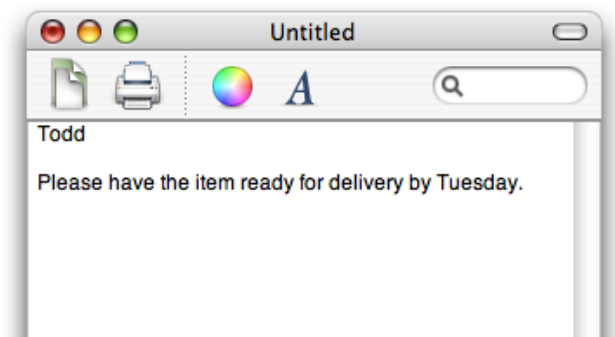 Untitled
A
Todd
Please have the item ready for delivery by Tuesday.